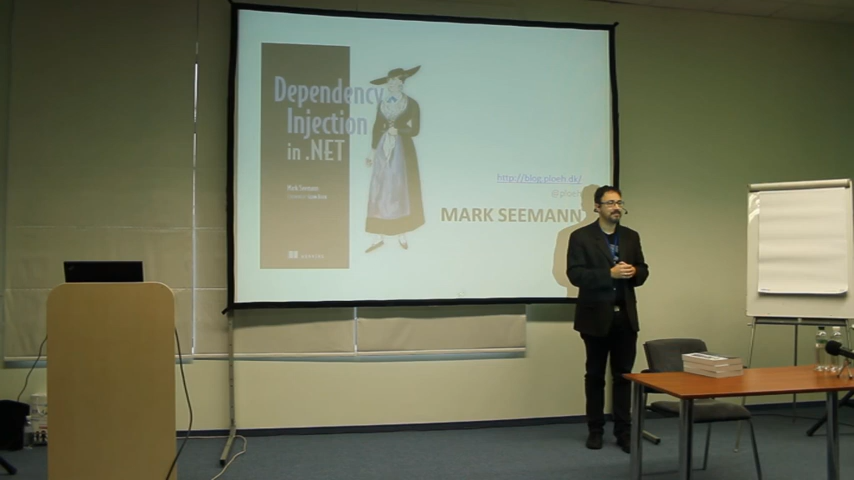 Dependency
Injection
in .NET
Mark Seemann
MANNING
http://blog.ploeh.dk/
@ploeh
MARK SEEMANN